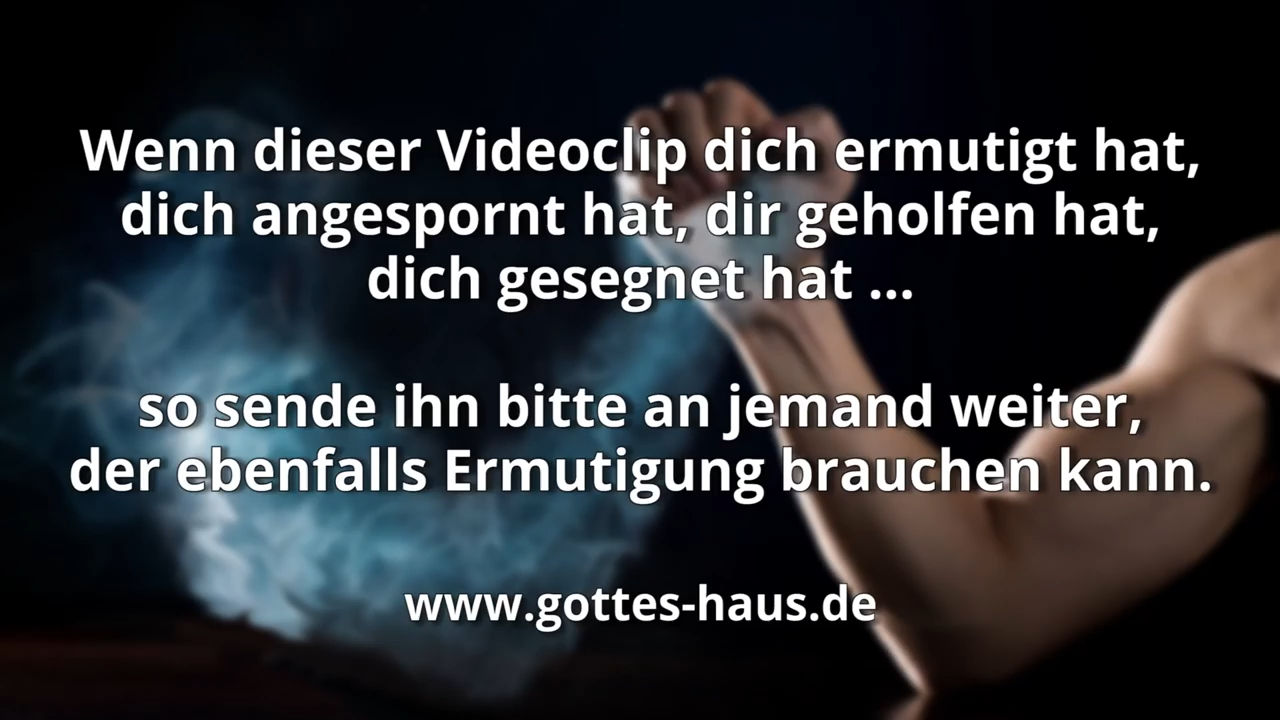 Wenn dieser Videoclip dich ermutigt hat,
dich angespornt hat, dir geholfen hat,
dich gesegnet hat ...
so sende ihn bitte an jemand weiter,
der ebenfalls Ermutigung brauchen kann.
www.gottes-haus.de